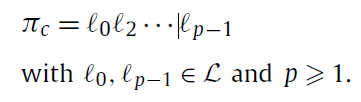 π_c = ℓ_0ℓ_2⋯|ℓ_{p−1}
with ℓ_0, ℓ_{p−1} ∈ ℒ and p ⩾ 1.